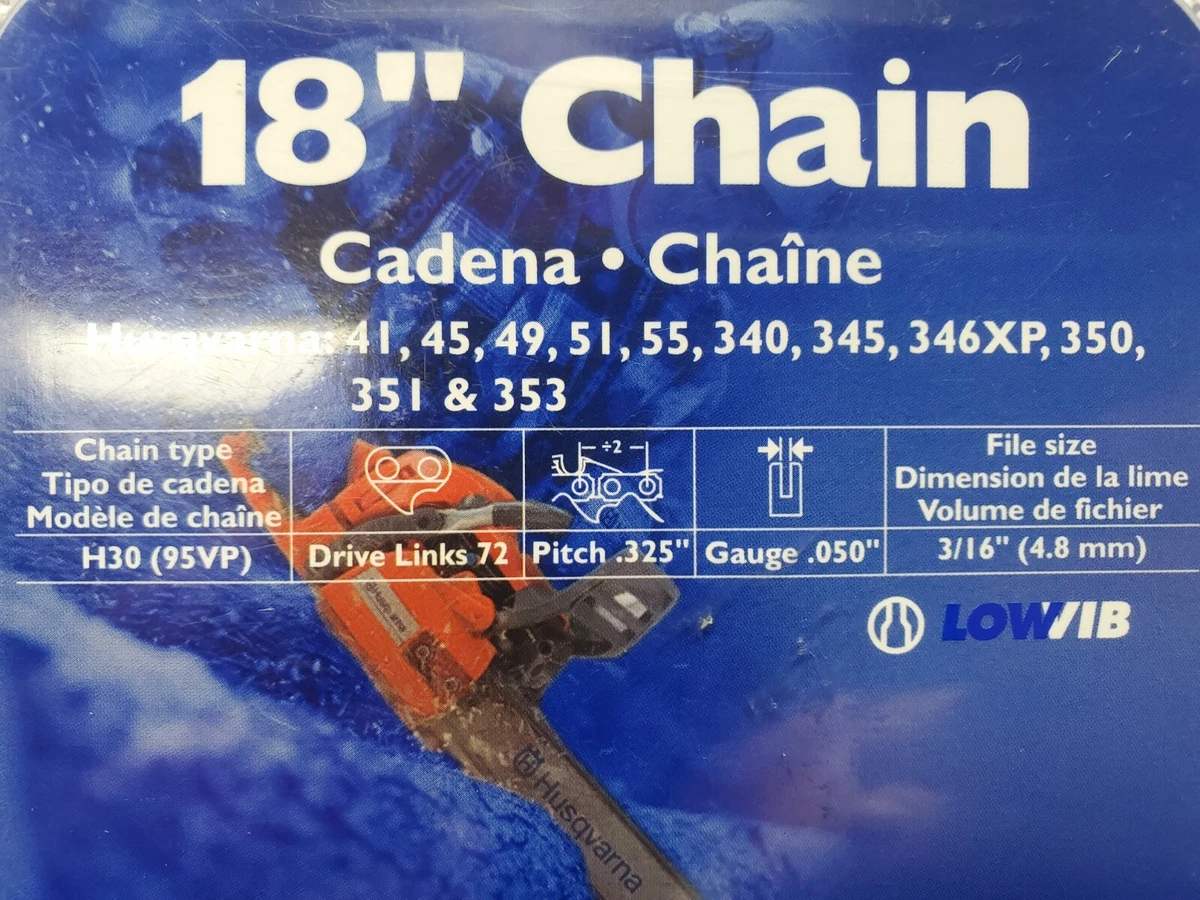 18" Chain
Cadena • Chaîne
Husqvarna: 41, 45, 49, 51, 55, 340, 345, 346XP, 350,
351 & 353
Chain type
Tipo de cadena
Modèle de chaîne
÷2
File size
Dimension de la lime
Volume de fichier
H30 (95VP)
Drive Links 72
Pitch .325"
Gauge .050"
3/16" (4.8 mm)
LOWVIB
Husqvarna
Husqvarna